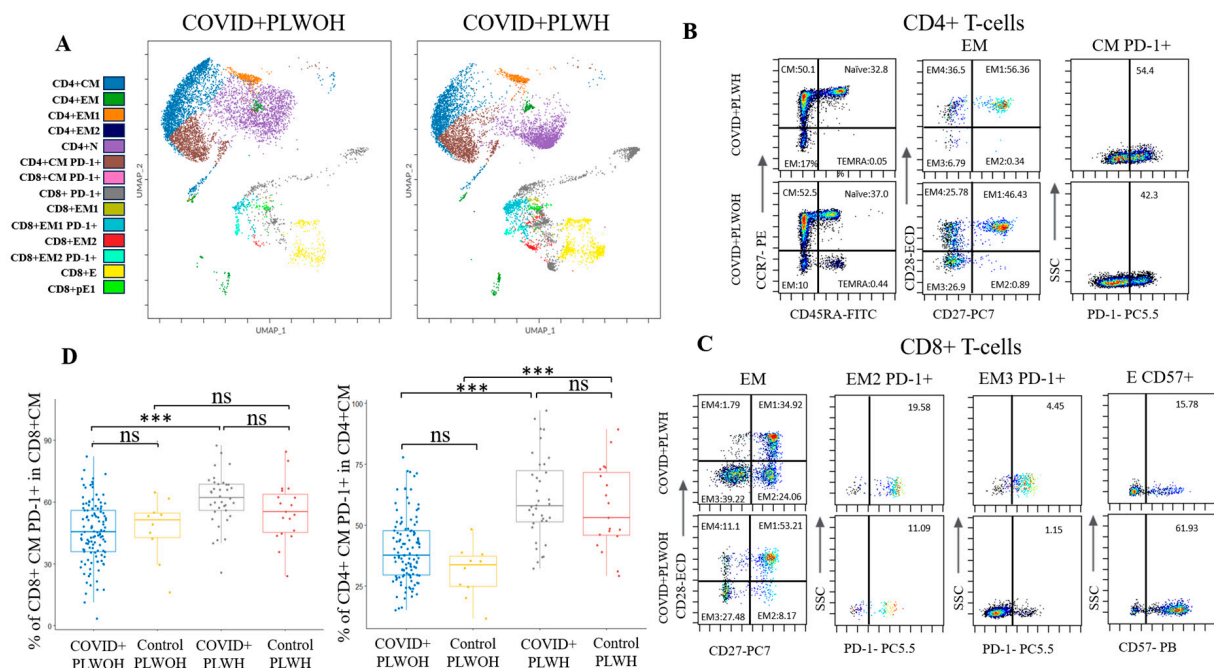 COVID+PLWOH
COVID+PLWH
A
CD4+CM
CD4+EM
CD4+EM1
CD4+EM2
CD4+N
CD4+CM PD-1+
CD8+CM PD-1+
CD8+ PD-1+
CD8+EM1
CD8+EM1 PD-1+
CD8+EM2
CD8+EM2 PD-1+
CD8+E
CD8+pE1
UMAP_2
UMAP_1
UMAP_2
UMAP_1
B
CD4+ T-cells
EM
CM PD-1+
COVID+PLWH
CM:50.1
Naïve:32.8
EM:17%
TEMRA:0.05
%
EM4:36.5
EM1:56.36
EM3:6.79
EM2:0.34
54.4
COVID+PLWOH
CM:52.5
Naïve:37.0
EM:10
TEMRA:0.44
EM4:25.78
EM1:46.43
EM3:26.9
EM2:0.89
42.3
CCR7- PE
CD28-ECD
SSC
CD45RA-FITC
CD27-PC7
PD-1- PC5.5
C
CD8+ T-cells
EM
EM2 PD-1+
EM3 PD-1+
E CD57+
COVID+PLWH
EM4:1.79
EM1:34.92
EM3:39.22
EM2:24.06
19.58
4.45
15.78
COVID+PLWOH
EM4:11.1
EM1:53.21
EM3:27.48
EM2:8.17
11.09
1.15
61.93
CD28-ECD
SSC
SSC
SSC
CD27-PC7
PD-1- PC5.5
PD-1- PC5.5
CD57- PB
D
% of CD8+ CM PD-1+ in CD8+CM
90
60
30
0
ns
***
ns
ns
COVID+
PLWOH
Control
PLWOH
COVID+
PLWH
Control
PLWH
% of CD4+ CM PD-1+ in CD4+CM
100
75
50
25
***
***
ns
ns
COVID+
PLWOH
Control
PLWOH
COVID+
PLWH
Control
PLWH